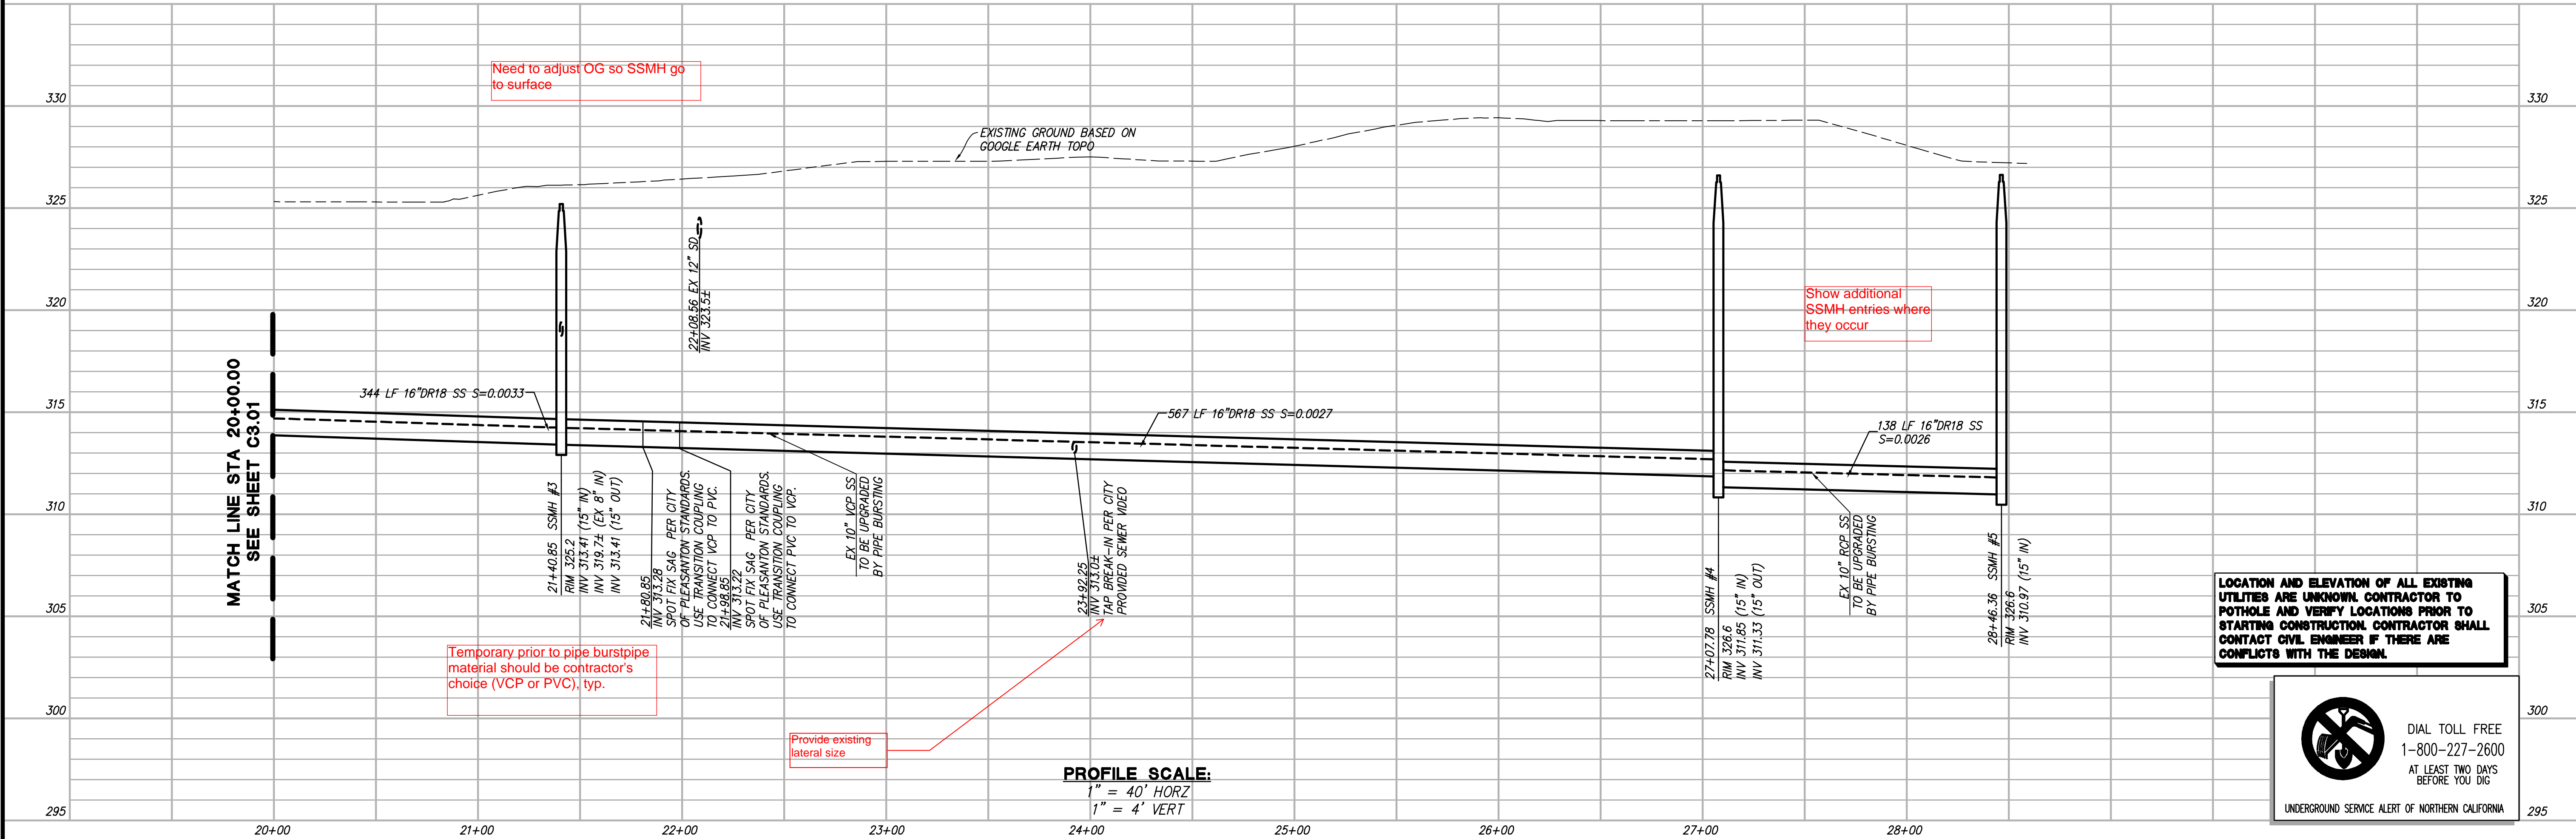 Need to adjust OG so SSMH go
to surface
330
330
EXISTING GROUND BASED ON
GOOGLE EARTH TOPO
325
325
22+08.56 EX 12" SD
INV 323.5±
320
320
Show additional
SSMH entries where
they occur
MATCH LINE STA 20+00.00
SEE SHEET C3.01
315
315
344 LF 16"DR18 SS S=0.0033
567 LF 16"DR18 SS S=0.0027
138 LF 16"DR18 SS
S=0.0026
310
310
21+40.85 SSMH #3
RIM 325.2
INV 313.41 (15" IN)
INV 319.7± (EX 8" IN)
INV 313.41 (15" OUT)
21+80.85
INV 313.28
SPOT FIX SAG PER CITY
OF PLEASANTON STANDARDS.
USE TRANSITION COUPLING
TO CONNECT VCP TO PVC.
21+98.85
INV 313.22
SPOT FIX SAG PER CITY
OF PLEASANTON STANDARDS.
USE TRANSITION COUPLING
TO CONNECT PVC TO VCP.
EX 10" VCP SS
TO BE UPGRADED
BY PIPE BURSTING
23+92.25
INV 313.0±
TAP BREAK-IN PER CITY
PROVIDED SEWER VIDEO
27+07.78 SSMH #4
RIM 326.6
INV 311.85 (15" IN)
INV 311.33 (15" OUT)
EX 10" RCP SS
TO BE UPGRADED
BY PIPE BURSTING
28+46.36 SSMH #5
RIM 326.6
INV 310.97 (15" IN)
305
305
LOCATION AND ELEVATION OF ALL EXISTING
UTILITIES ARE UNKNOWN. CONTRACTOR TO
POTHOLE AND VERIFY LOCATIONS PRIOR TO
STARTING CONSTRUCTION. CONTRACTOR SHALL
CONTACT CIVIL ENGINEER IF THERE ARE
CONFLICTS WITH THE DESIGN.
Temporary prior to pipe burstpipe
material should be contractor's
choice (VCP or PVC), typ.
300
300
Provide existing
lateral size
DIAL TOLL FREE
1-800-227-2600
AT LEAST TWO DAYS
BEFORE YOU DIG
UNDERGROUND SERVICE ALERT OF NORTHERN CALIFORNIA
PROFILE SCALE:
1" = 40' HORZ
1" = 4' VERT
295
295
20+00
21+00
22+00
23+00
24+00
25+00
26+00
27+00
28+00